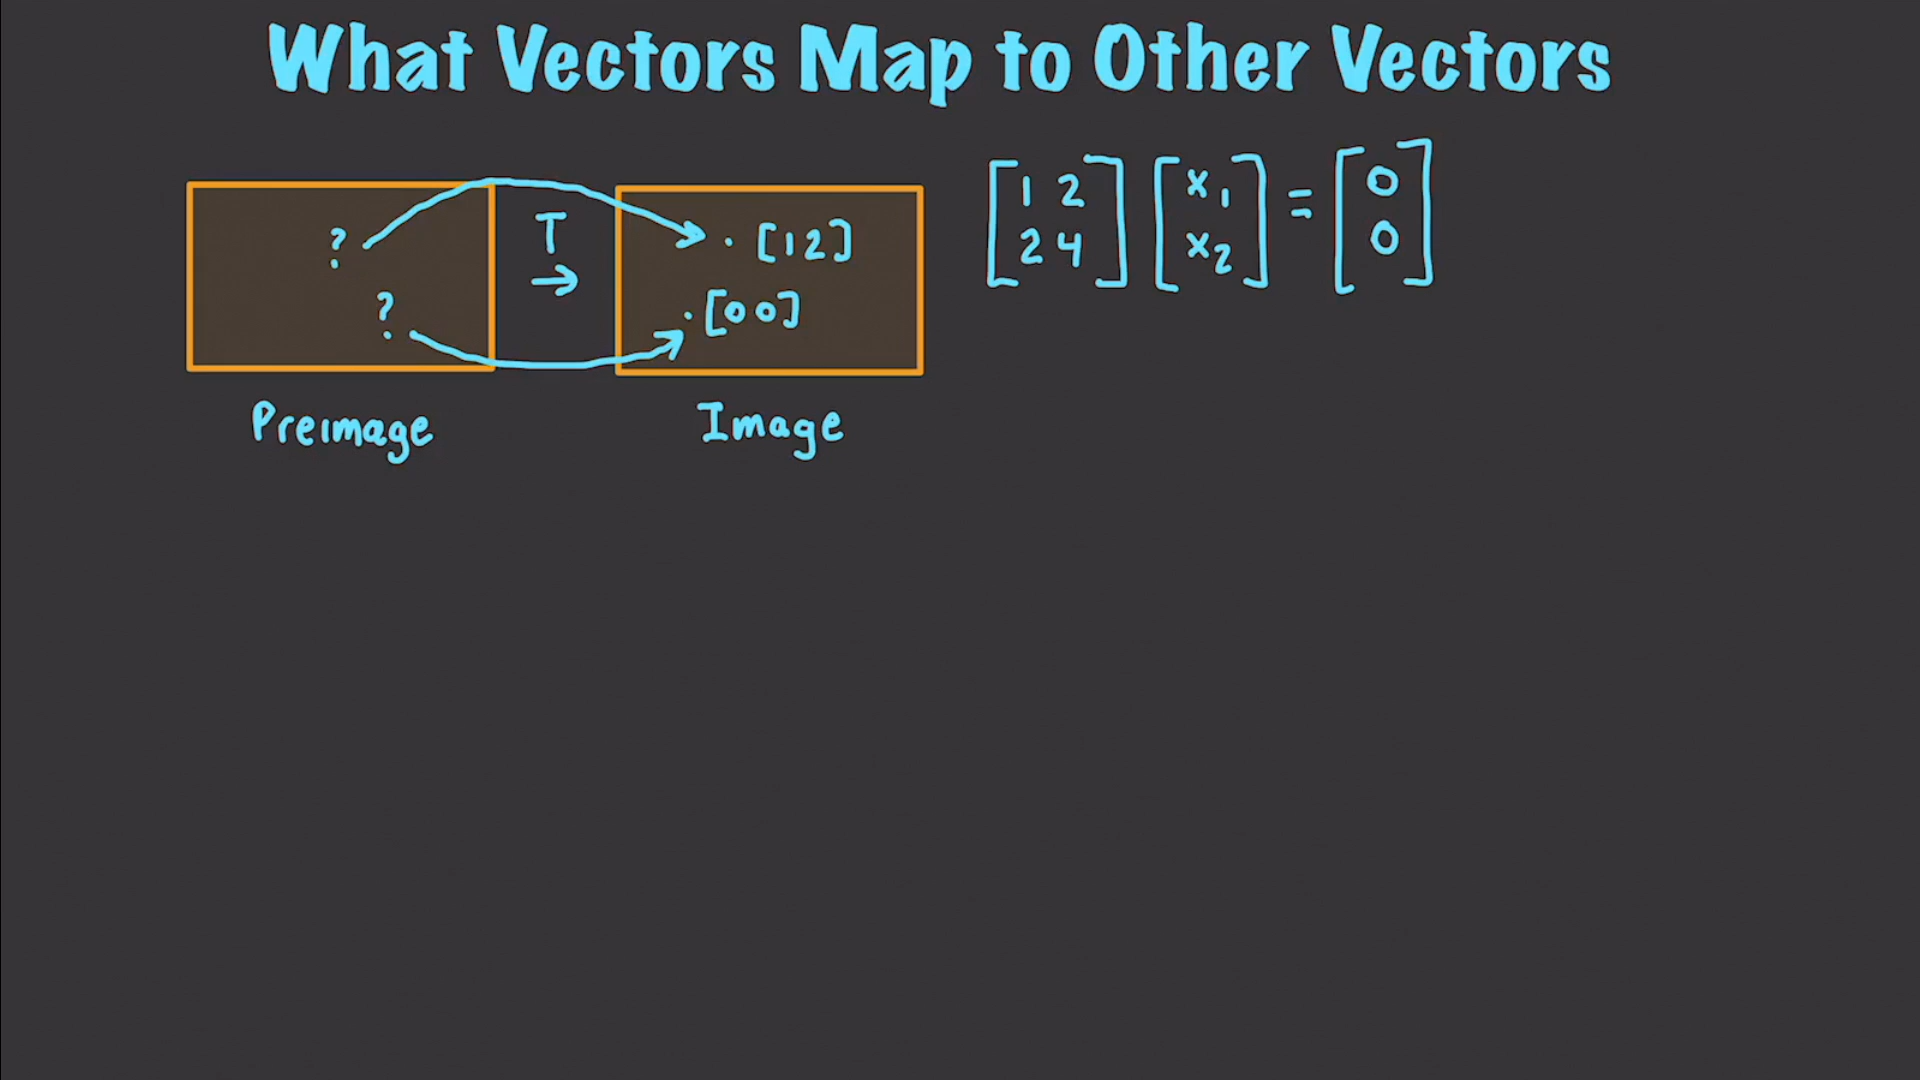 What Vectors Map to Other Vectors
? T · [1 2]
→
? · [0 0]
Preimage Image
[1 2] [x1] = [0]
[2 4] [x2] [0]